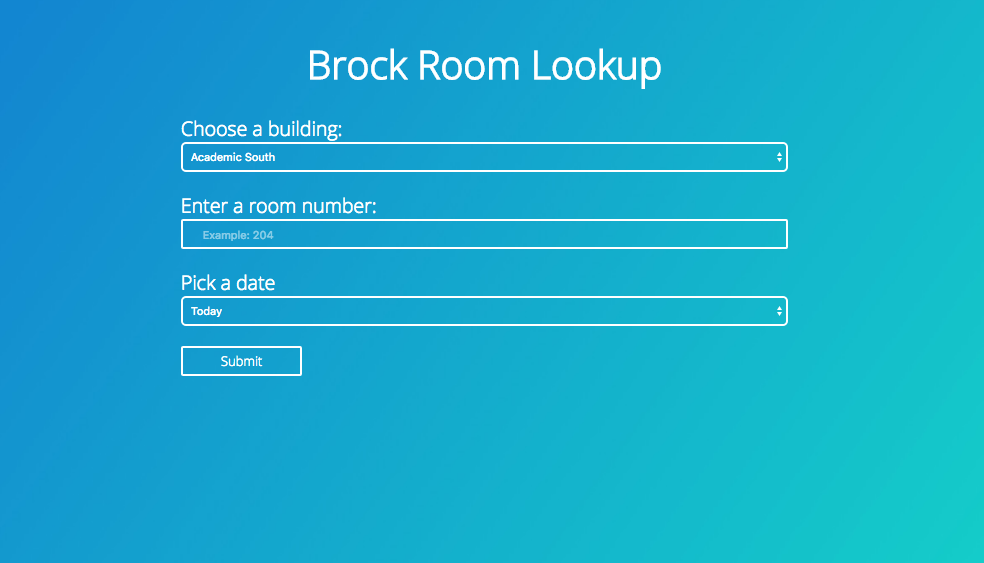 Brock Room Lookup
Choose a building:
Academic South
Enter a room number:
Example: 204
Pick a date
Today
Submit